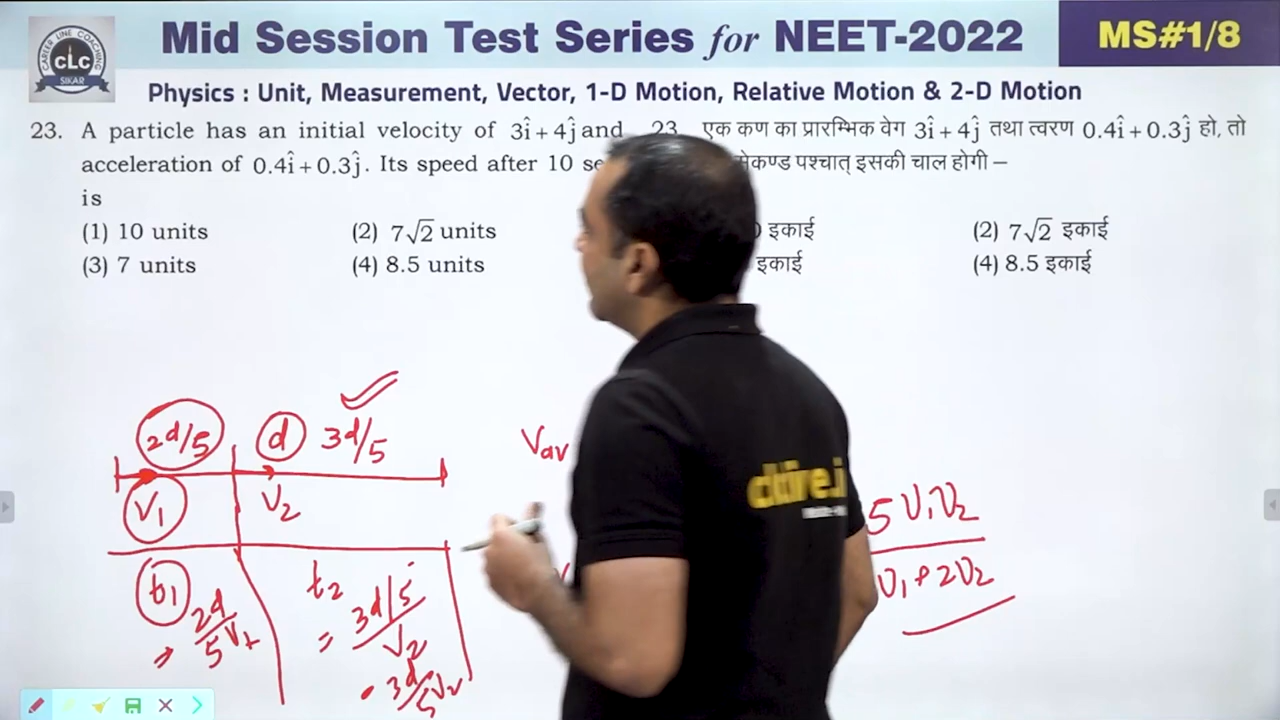 Mid Session Test Series for NEET-2022
MS#1/8
CAREER LINE COACHING
CLC
SIKAR
Physics : Unit, Measurement, Vector, 1-D Motion, Relative Motion & 2-D Motion
23. A particle has an initial velocity of 3î + 4ĵ and
acceleration of 0.4î + 0.3ĵ. Its speed after 10 se
is
(1) 10 units (2) 7√2 units
(3) 7 units (4) 8.5 units
23. एक कण का प्रारम्भिक वेग 3î + 4ĵ तथा त्वरण 0.4î + 0.3ĵ हो, तो
सेकण्ड पश्चात् इसकी चाल होगी –
इकाई (2) 7√2 इकाई
इकाई (4) 8.5 इकाई
2d/5 d 3d/5
V₁ V₂
t₁ t₂
= 3d/5 / V₂
Vav
5 V₁V₂
V₁ + 2V₂